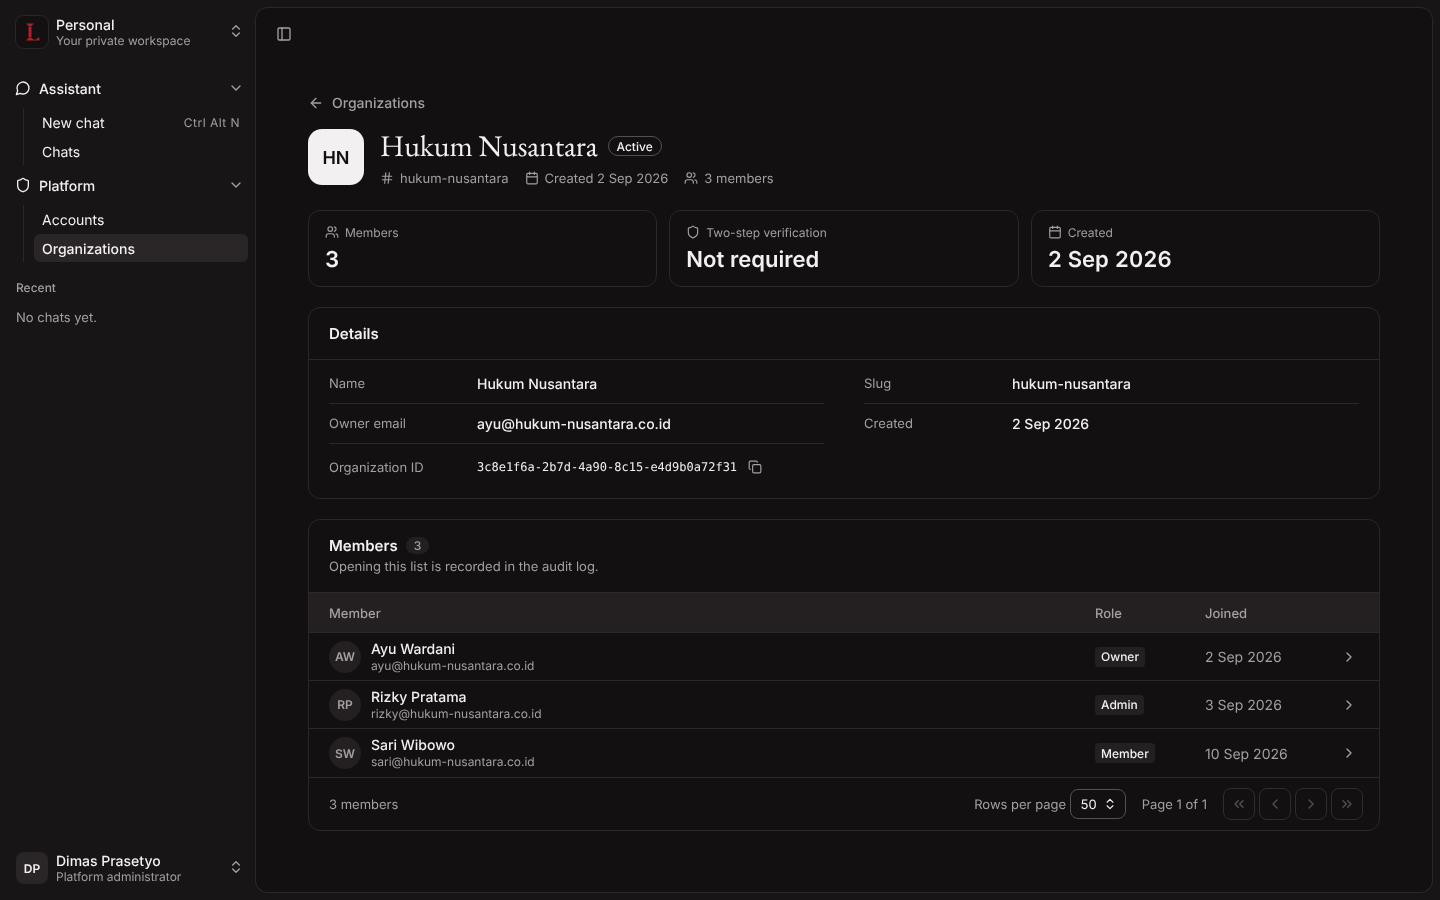 L
Personal
Your private workspace
Assistant
New chat
Ctrl Alt N
Chats
Platform
Accounts
Organizations
Recent
No chats yet.
DP
Dimas Prasetyo
Platform administrator
Organizations
HN
Hukum Nusantara
Active
hukum-nusantara
Created 2 Sep 2026
3 members
Members
3
Two-step verification
Not required
Created
2 Sep 2026
Details
Name
Hukum Nusantara
Slug
hukum-nusantara
Owner email
ayu@hukum-nusantara.co.id
Created
2 Sep 2026
Organization ID
3c8e1f6a-2b7d-4a90-8c15-e4d9b0a72f31
Members 3
Opening this list is recorded in the audit log.
Member Role Joined
AW
Ayu Wardani
ayu@hukum-nusantara.co.id
Owner
2 Sep 2026
RP
Rizky Pratama
rizky@hukum-nusantara.co.id
Admin
3 Sep 2026
SW
Sari Wibowo
sari@hukum-nusantara.co.id
Member
10 Sep 2026
3 members
Rows per page 50
Page 1 of 1